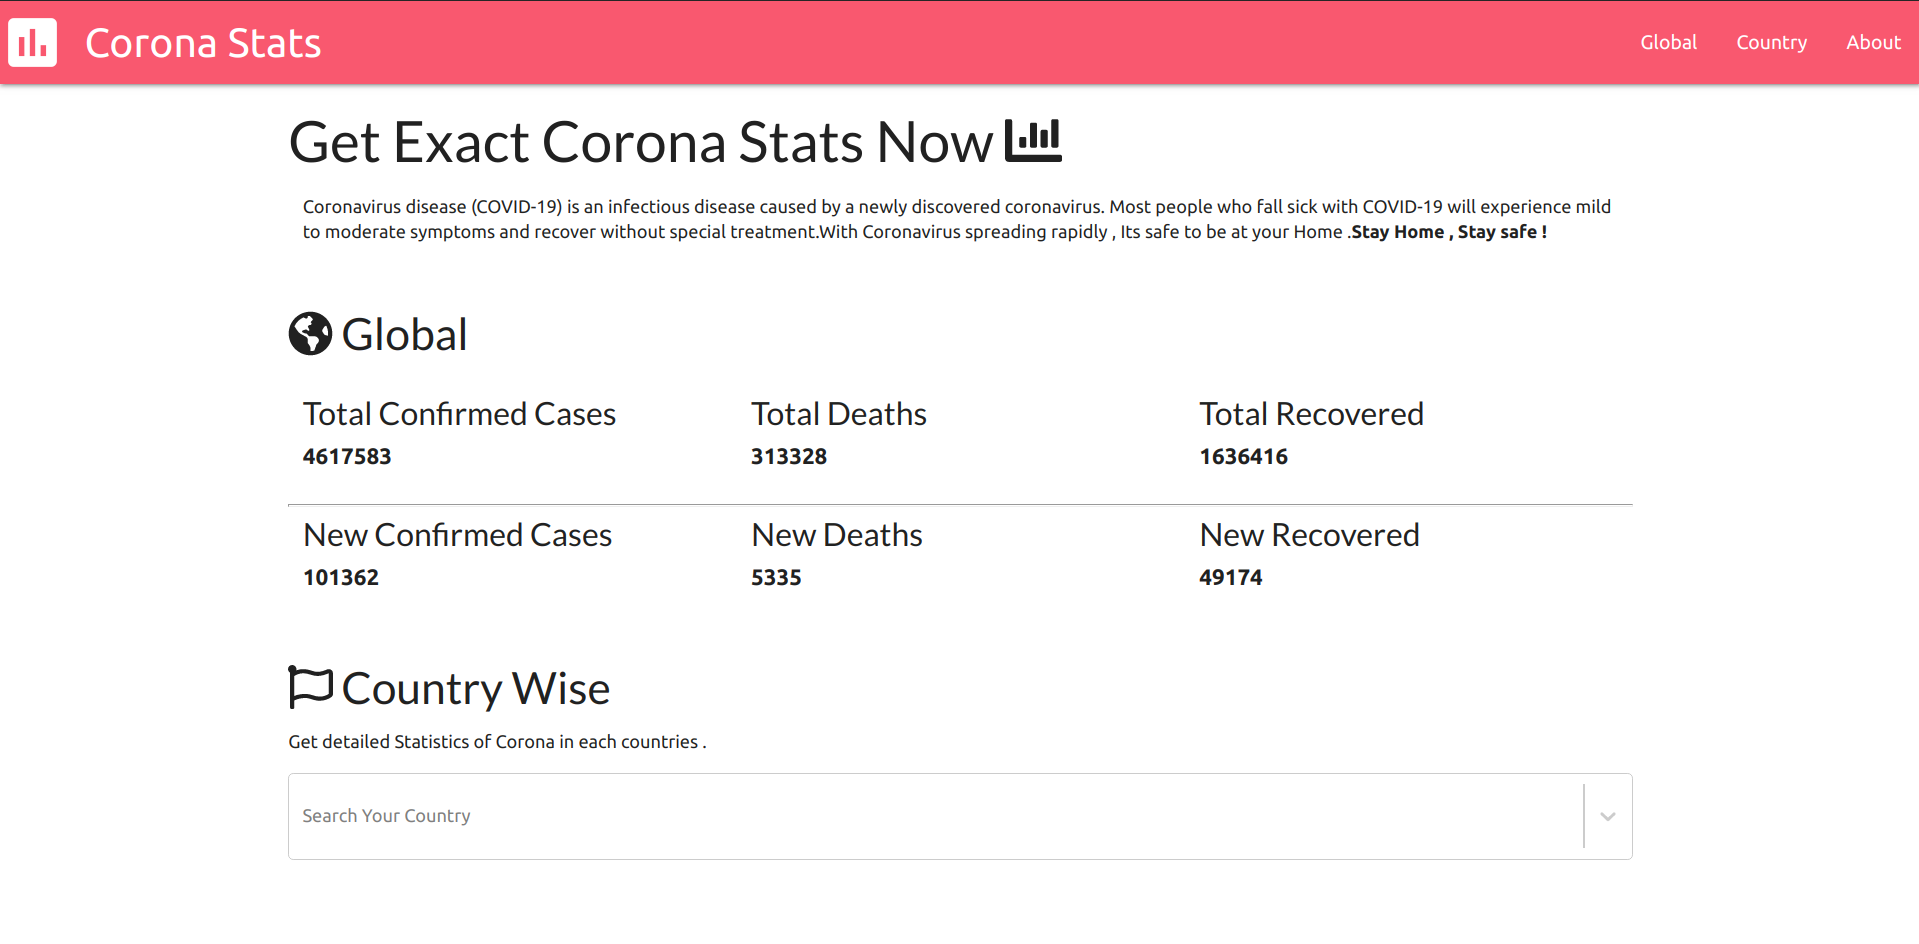 Corona Stats
Global Country About
Get Exact Corona Stats Now
Coronavirus disease (COVID-19) is an infectious disease caused by a newly discovered coronavirus. Most people who fall sick with COVID-19 will experience mild
to moderate symptoms and recover without special treatment.With Coronavirus spreading rapidly , Its safe to be at your Home .Stay Home , Stay safe !
Global
Total Confirmed Cases Total Deaths Total Recovered
4617583 313328 1636416
New Confirmed Cases New Deaths New Recovered
101362 5335 49174
Country Wise
Get detailed Statistics of Corona in each countries .
Search Your Country